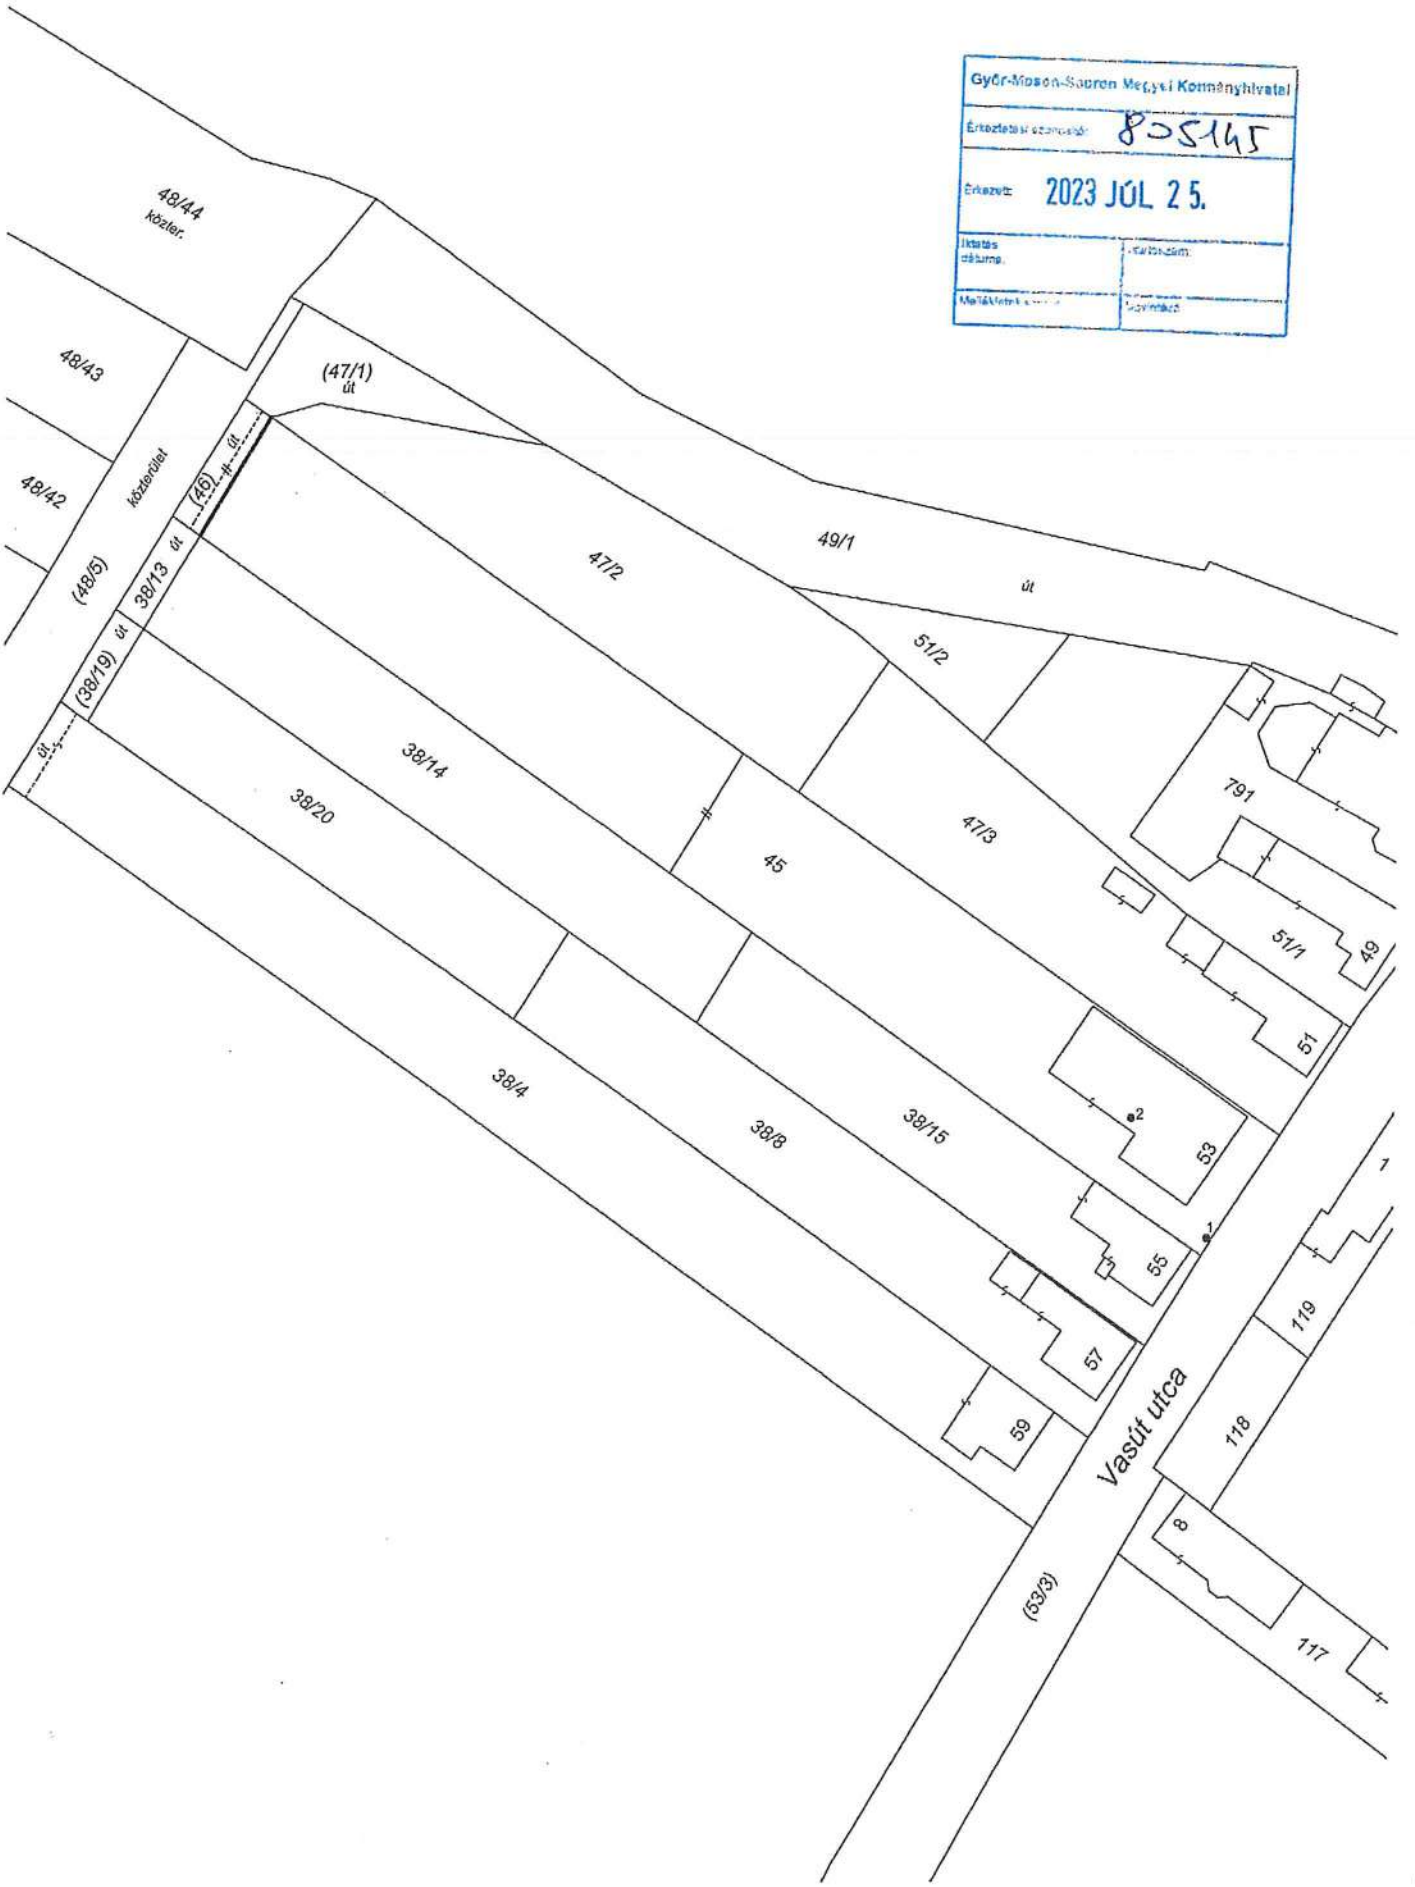 Győr-Moson-Sopron Megyei Kormányhivatal
Érkeztetési
805145
Érkezett:
2023 JÚL 25.
Iktatás
dátuma:
48/44
közter.
48/43
(47/1)
út
48/42
közterület
út
(46)
(48/5)
38/13
út
(38/19)
út
út
47/2
49/1
út
51/2
38/14
38/20
791
47/3
45
51/1
49
51
38/4
38/8
38/15
2
53
1
1
55
119
57
59
Vasút utca
118
8
(53/3)
117